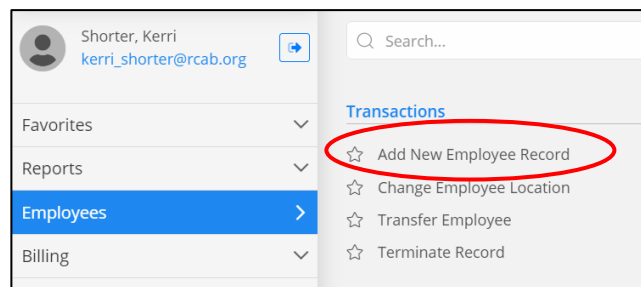 Shorter, Kerri
kerri_shorter@rcab.org
Favorites
Reports
Employees
Billing
Search...
Transactions
Add New Employee Record
Change Employee Location
Transfer Employee
Terminate Record